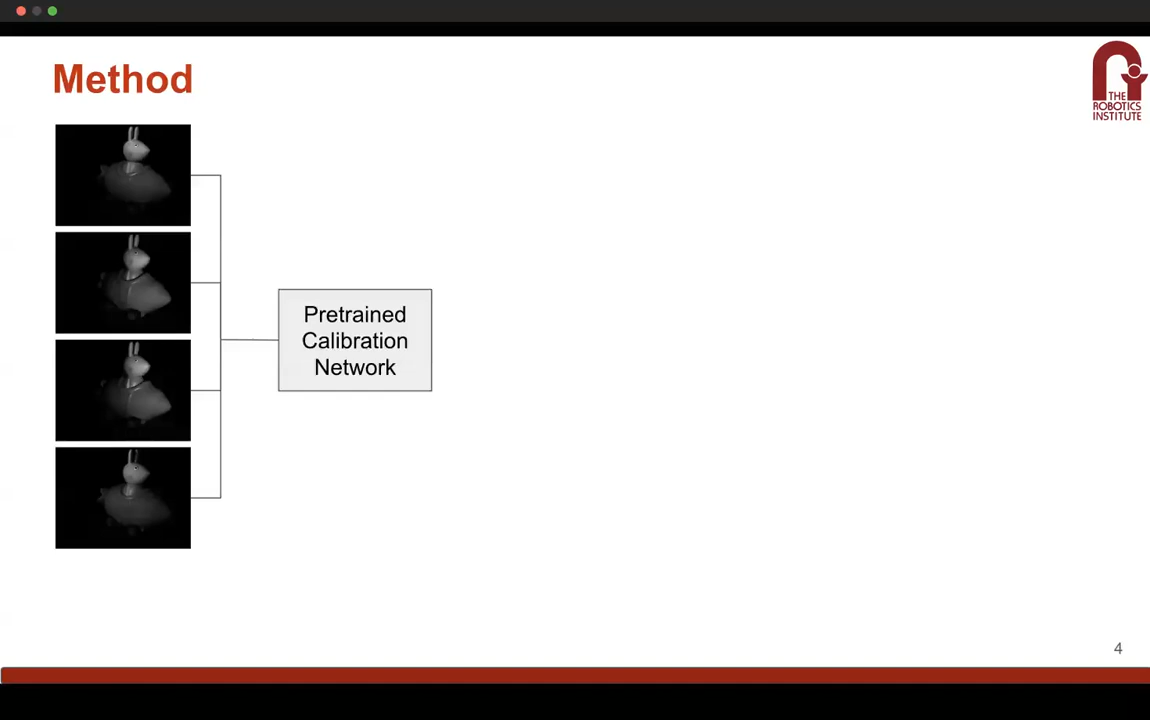 Method
THE
ROBOTICS
INSTITUTE
Pretrained
Calibration
Network
4